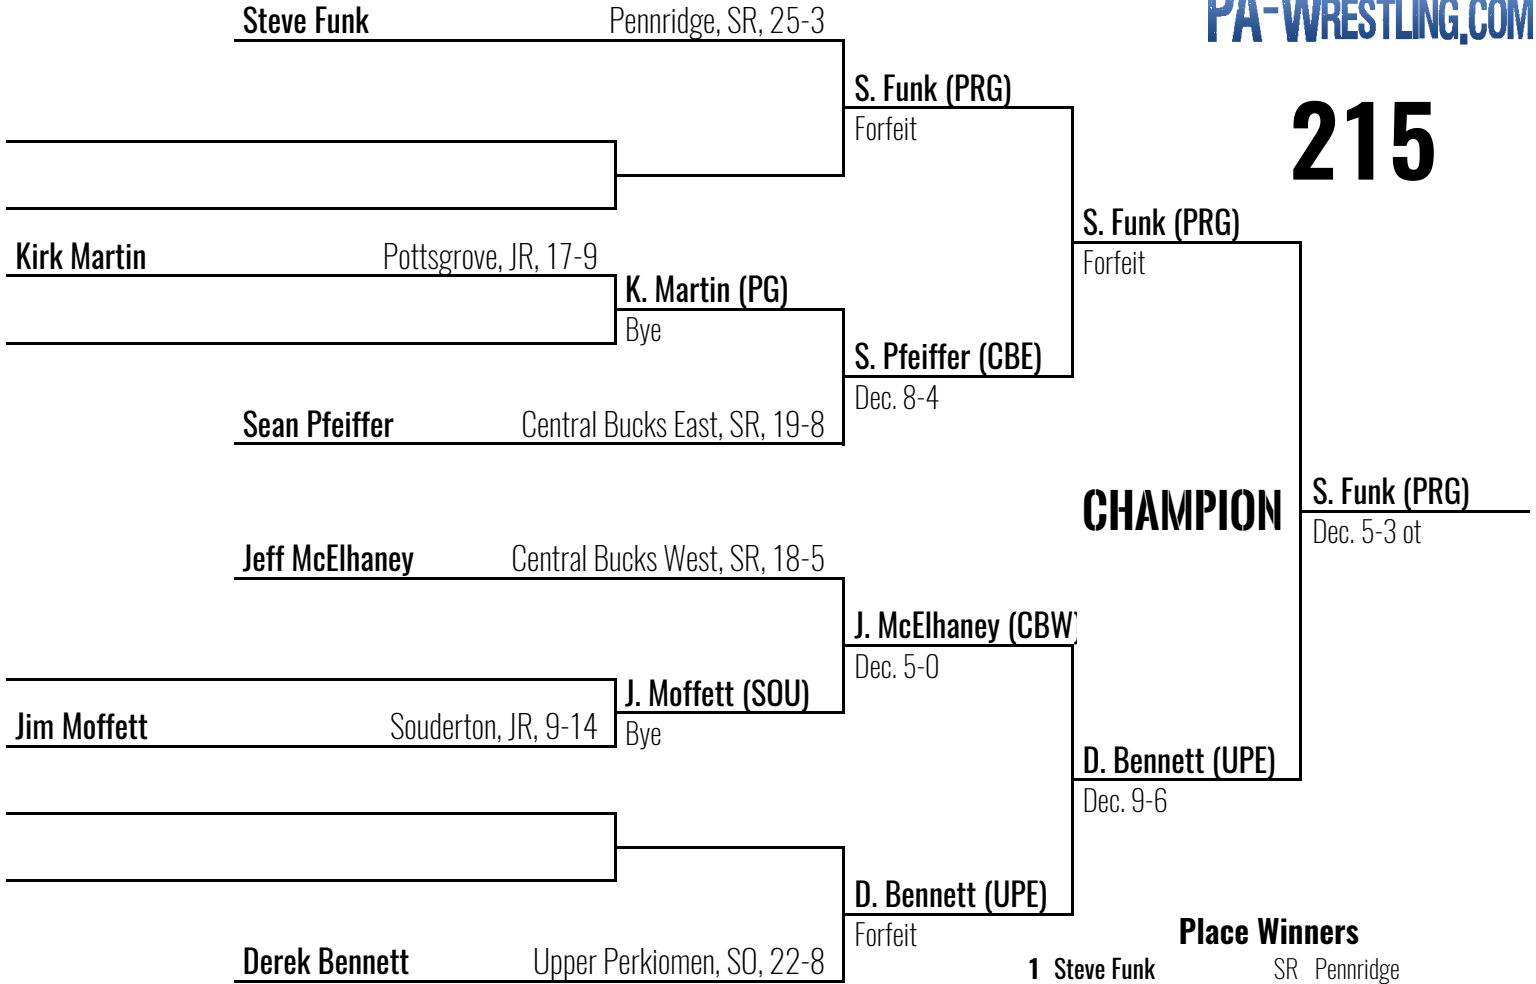 PA-WRESTLING.COM
215
Steve Funk Pennridge, SR, 25-3
S. Funk (PRG)
Forfeit
S. Funk (PRG)
Forfeit
Kirk Martin Pottsgrove, JR, 17-9
K. Martin (PG)
Bye
S. Pfeiffer (CBE)
Dec. 8-4
Sean Pfeiffer Central Bucks East, SR, 19-8
CHAMPION
S. Funk (PRG)
Dec. 5-3 ot
Jeff McElhaney Central Bucks West, SR, 18-5
J. McElhaney (CBW)
Dec. 5-0
J. Moffett (SOU)
Bye
Jim Moffett Souderton, JR, 9-14
D. Bennett (UPE)
Dec. 9-6
D. Bennett (UPE)
Forfeit
Derek Bennett Upper Perkiomen, SO, 22-8
Place Winners
1 Steve Funk SR Pennridge